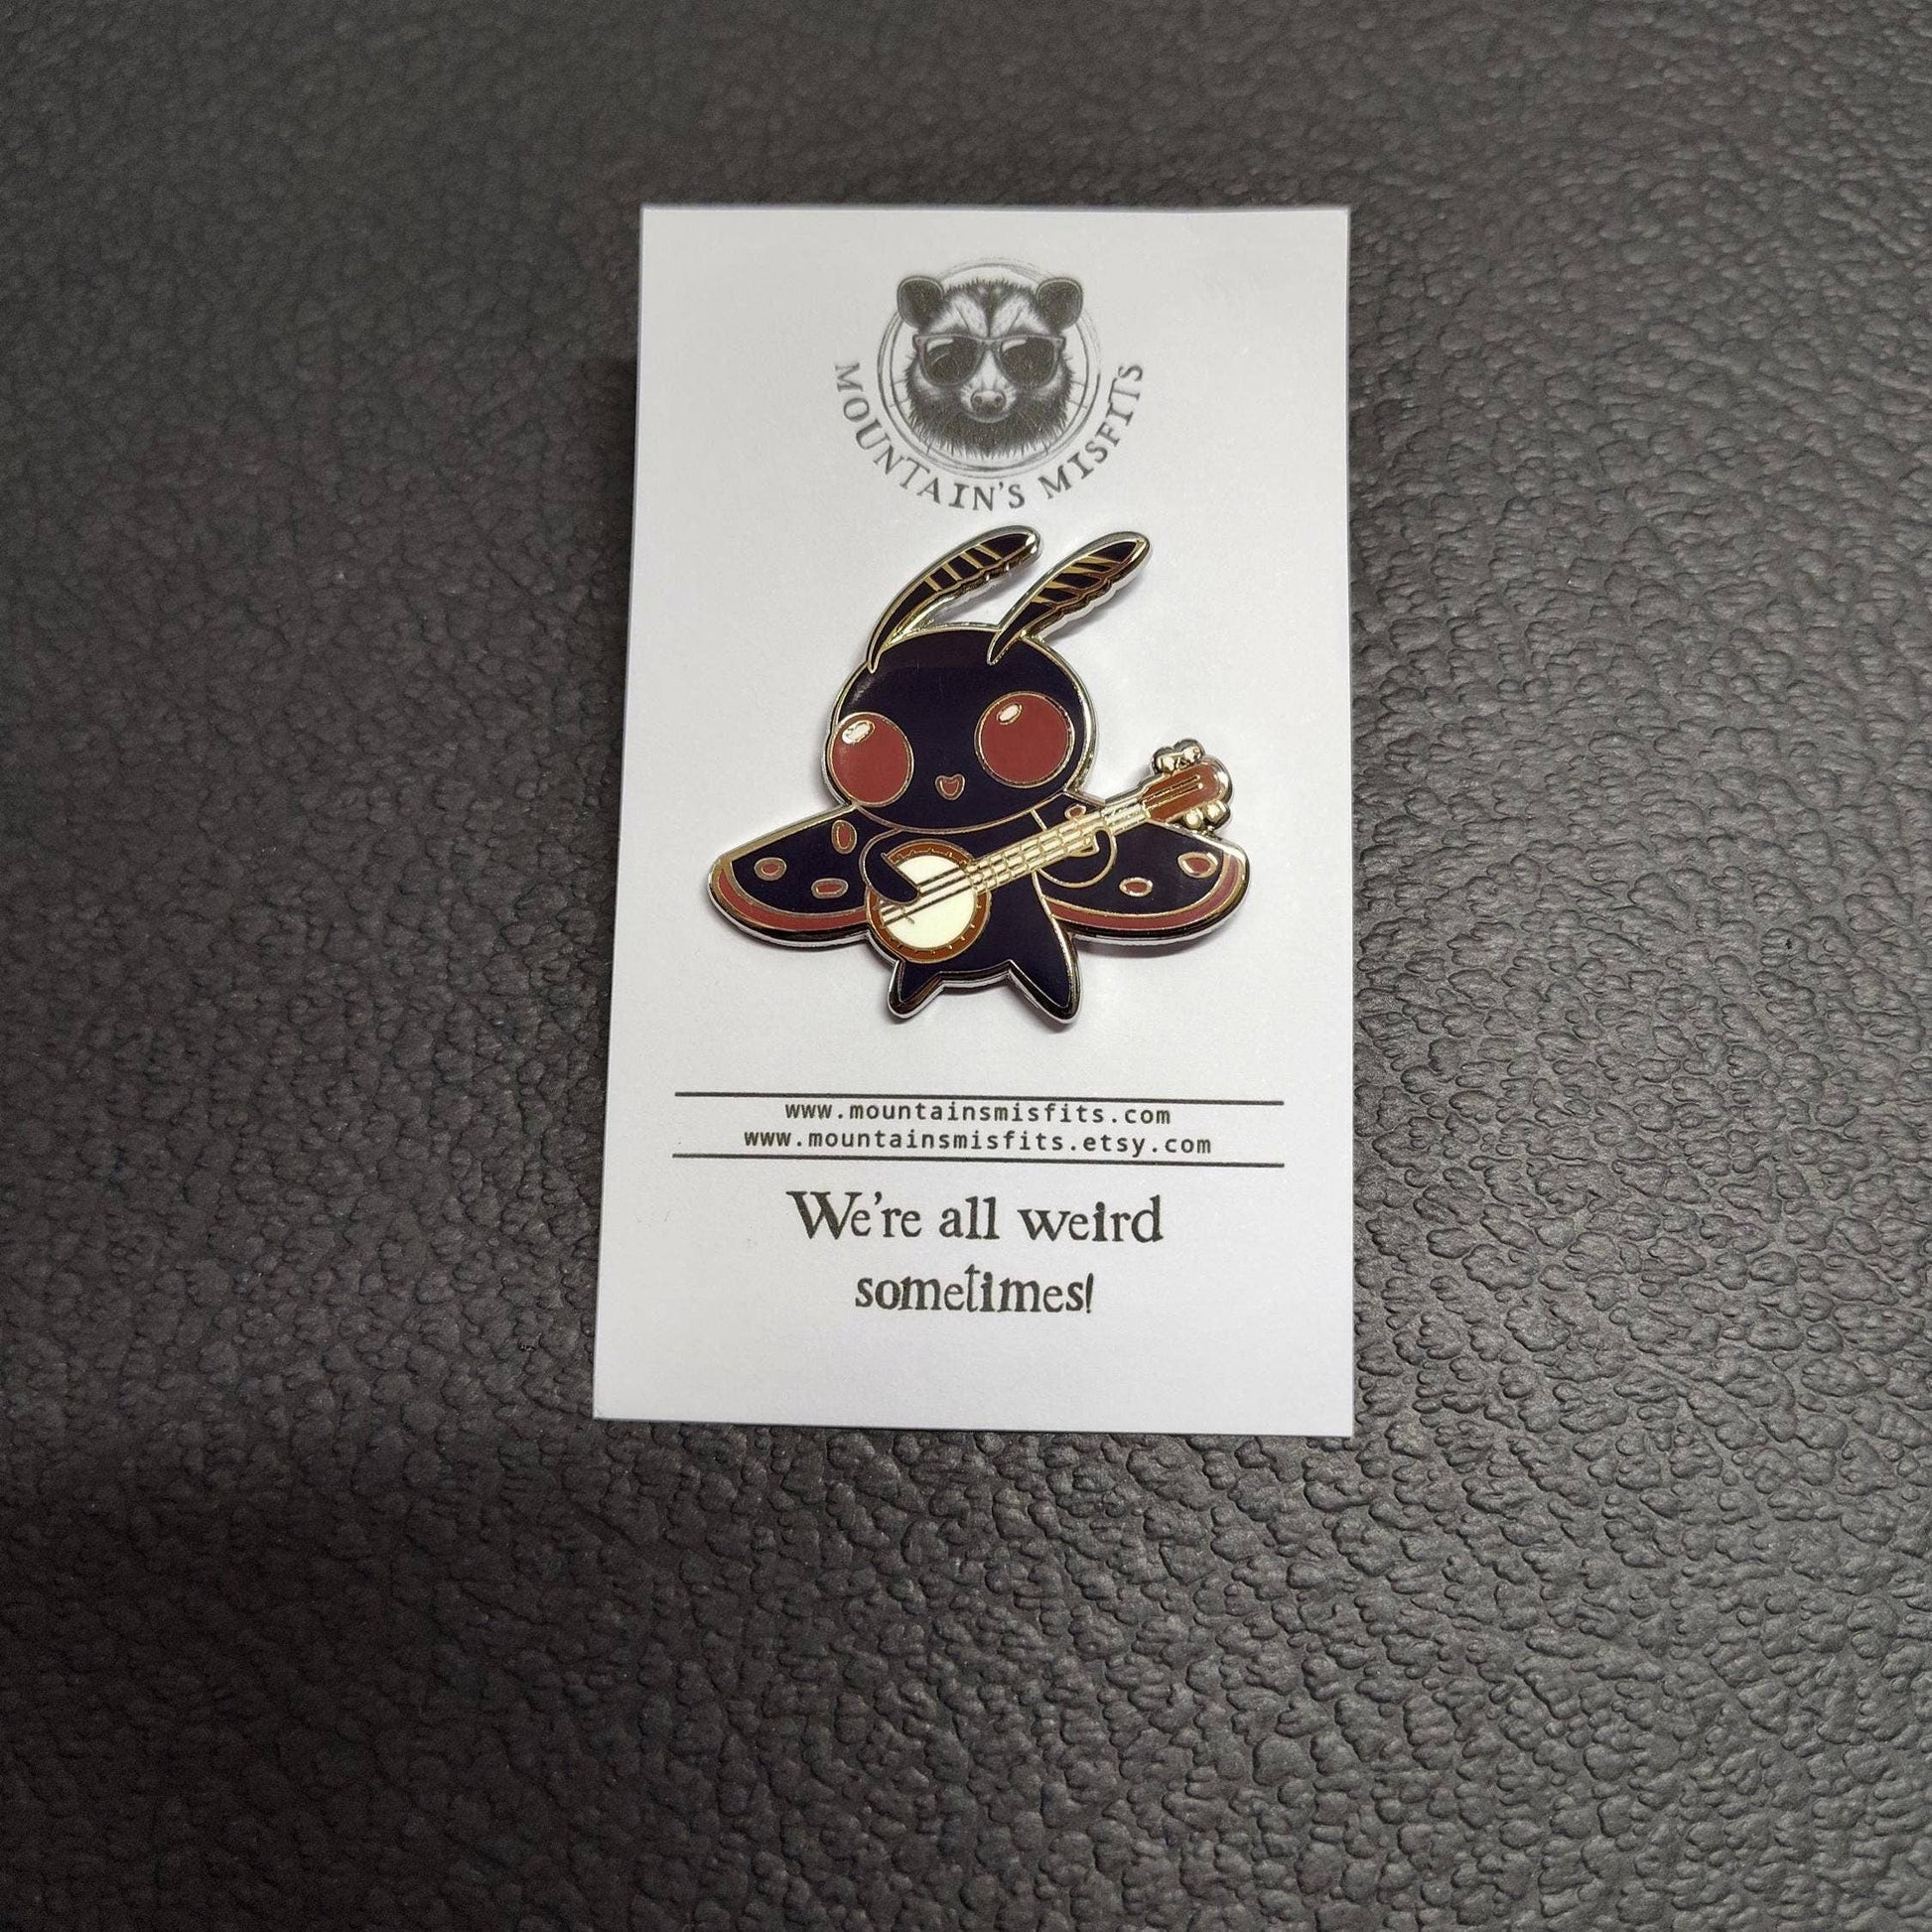 MOUNTAIN'S MISFITS
www.mountainsmisfits.com
www.mountainsmisfits.etsy.com
We're all weird
sometimes!